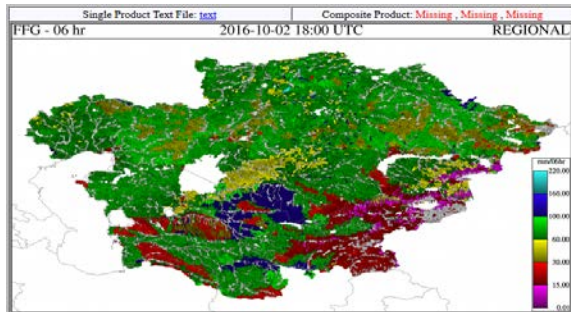 Single Product Text File: text
Composite Product: Missing , Missing , Missing
FFG - 06 hr
2016-10-02 18:00 UTC
REGIONAL
mm/06hr
220.00
160.00
100.00
60.00
30.00
15.00
0.01